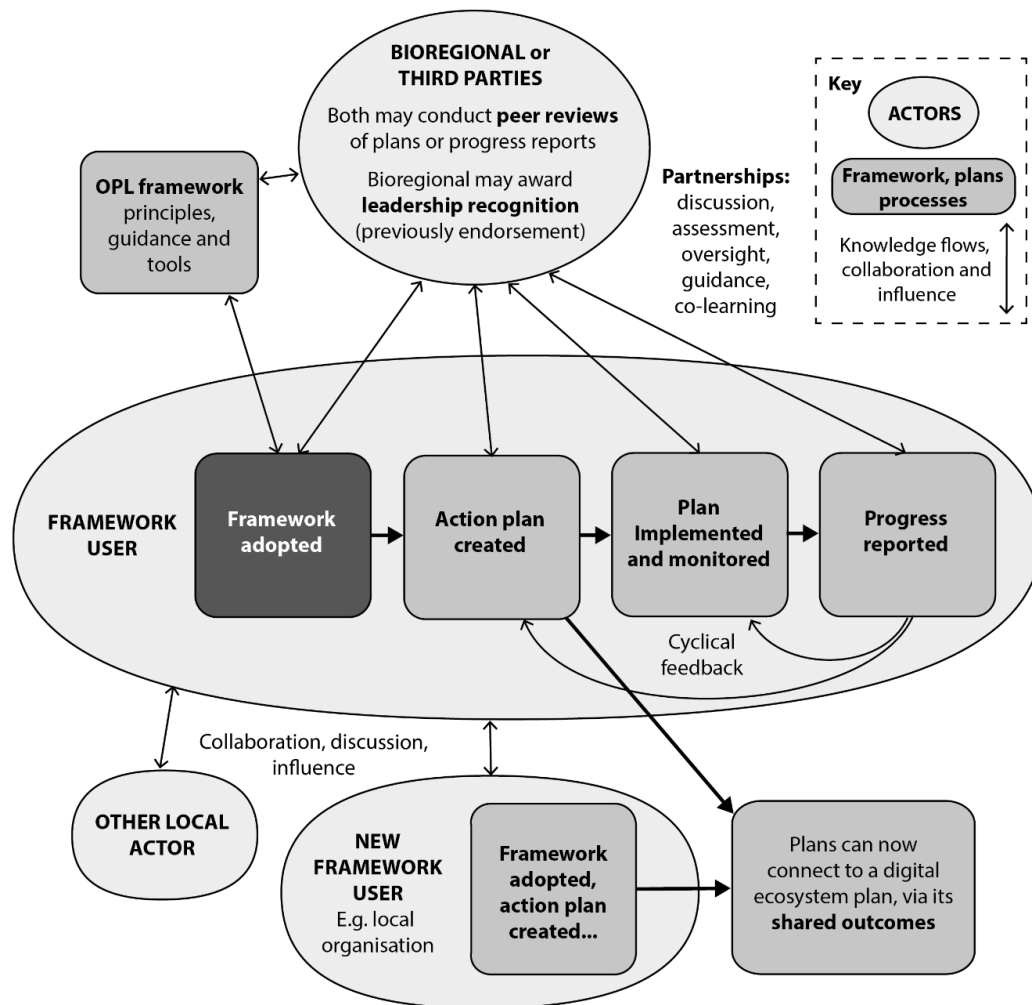 BIOREGIONAL or
THIRD PARTIES
Both may conduct peer reviews
of plans or progress reports
Bioregional may award
leadership recognition
(previously endorsement)
OPL framework
principles,
guidance and
tools
Partnerships:
discussion,
assessment,
oversight,
guidance,
co-learning
Key
ACTORS
Framework, plans
processes
Knowledge flows,
collaboration and
influence
FRAMEWORK
USER
Framework
adopted
Action plan
created
Plan
Implemented
and monitored
Progress
reported
Cyclical
feedback
Collaboration, discussion,
influence
OTHER LOCAL
ACTOR
NEW
FRAMEWORK
USER
E.g. local
organisation
Framework
adopted,
action plan
created...
Plans can now
connect to a digital
ecosystem plan, via its
shared outcomes